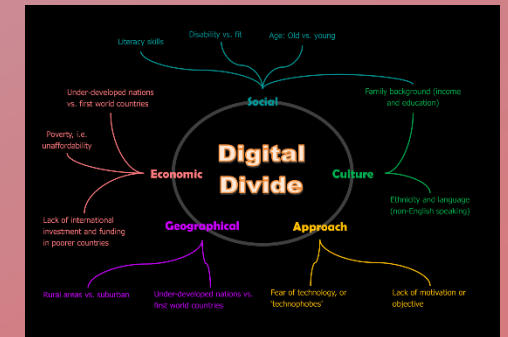 Literacy skills
Disability vs. fit
Age: Old vs. young
Social
Under-developed nations
vs. first world countries
Family background (income
and education)
Poverty, i.e.
unaffordability
Digital
Divide
Economic
Culture
Ethnicity and language
(non-English speaking)
Lack of international
investment and funding
in poorer countries
Geographical
Approach
Rural areas vs. suburban
Under-developed nations vs.
first world countries
Fear of technology, or
'technophobes'
Lack of motivation or
objective